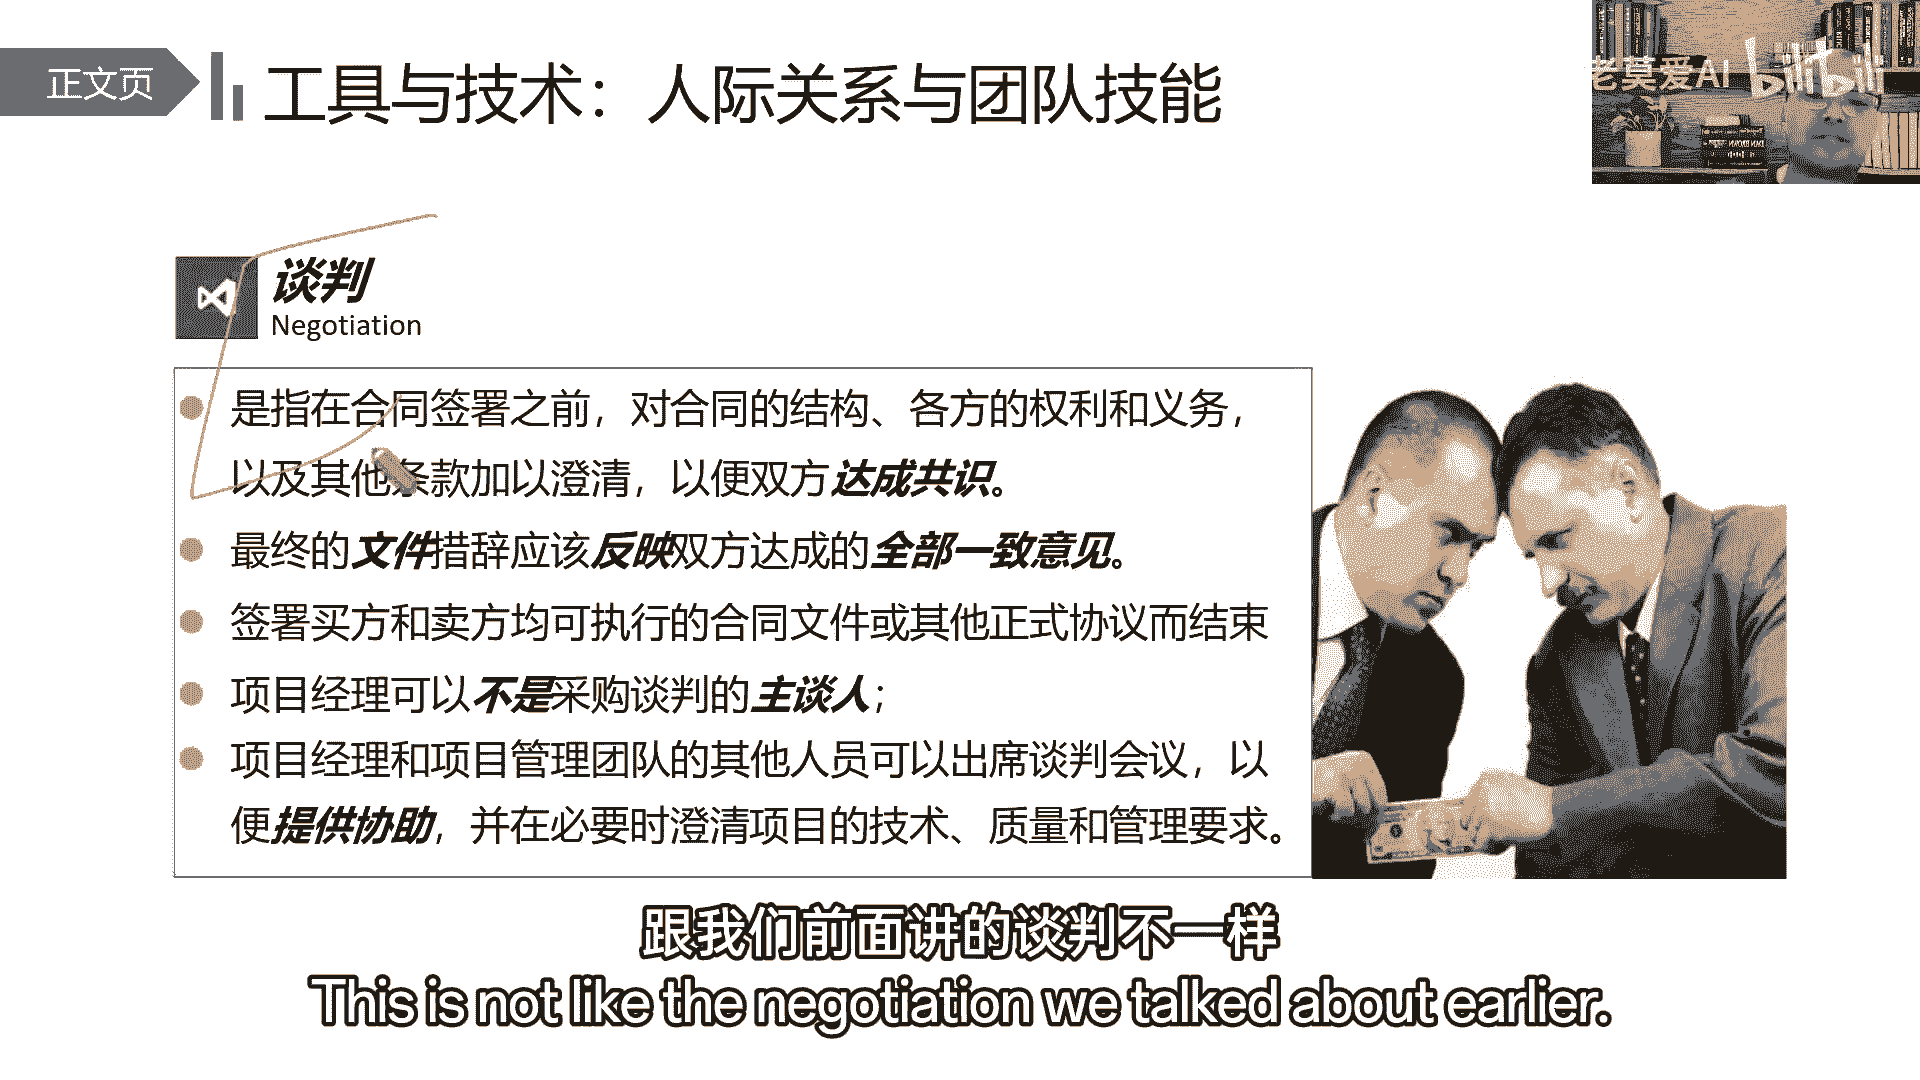 正文页
工具与技术：人际关系与团队技能
老莫爱AI
bilibili
谈判
Negotiation
是指在合同签署之前，对合同的结构、各方的权利和义务，
以及其他条款加以澄清，以便双方达成共识。
最终的文件措辞应该反映双方达成的全部一致意见。
签署买方和卖方均可执行的合同文件或其他正式协议而结束
项目经理可以不是采购谈判的主谈人；
项目经理和项目管理团队的其他人员可以出席谈判会议，以
便提供协助，并在必要时澄清项目的技术、质量和管理要求。
跟我们前面讲的谈判不一样
This is not like the negotiation we talked about earlier.